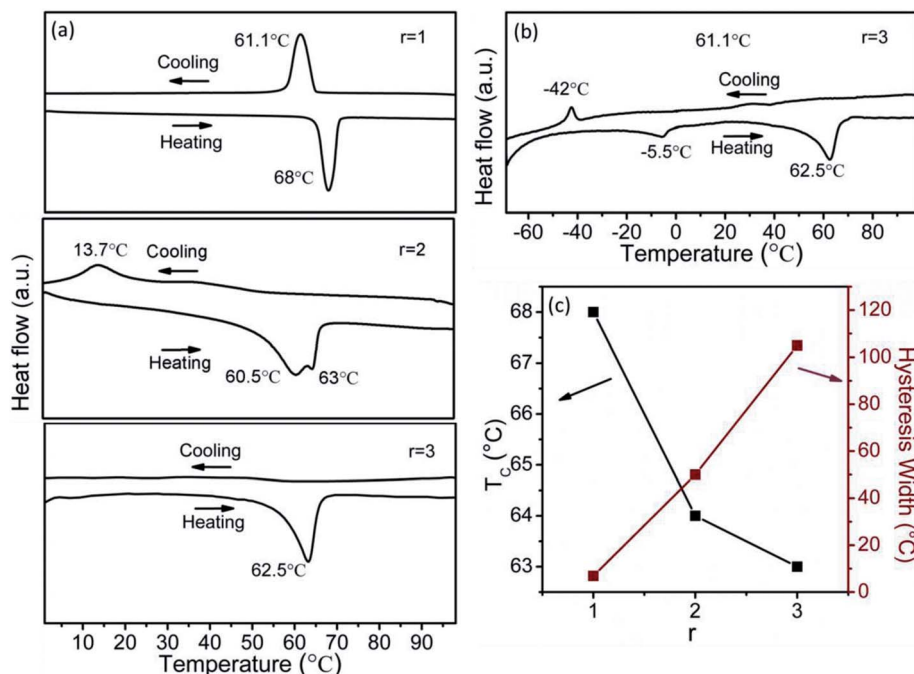 (a)
61.1°C
r=1
Cooling
Heating
68°C
13.7°C
r=2
Cooling
Heating
60.5°C
63°C
Cooling
r=3
Heating
62.5°C
Heat flow (a.u.)
10 20 30 40 50 60 70 80 90
Temperature (°C)
(b)
61.1°C
r=3
Cooling
-42°C
Heating
-5.5°C
62.5°C
Heat flow (a.u.)
-60 -40 -20 0 20 40 60 80
Temperature (°C)
(c)
68
67
66
65
64
63
T_C (°C)
120
100
80
60
40
20
0
Hysteresis Width
(°C)
1 2 3
r